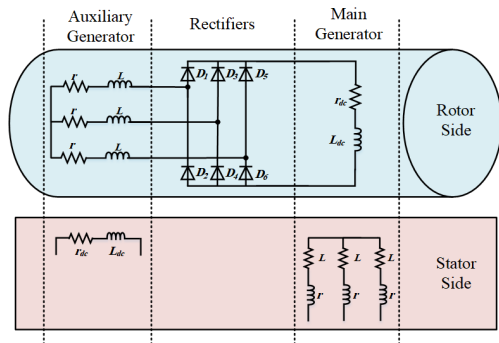 Auxiliary
Generator
Rectifiers
Main
Generator
r
L
D1
D3
D5
rdc
r
L
Rotor
Side
Ldc
r
L
D2
D4
D6
rdc
Ldc
L
L
L
r
r
r
Stator
Side